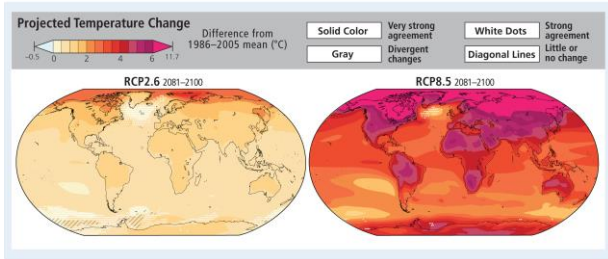 Projected Temperature Change
Difference from
1986–2005 mean (°C)
−0.5 0 2 4 6 11.7
Solid Color
Very strong
agreement
White Dots
Strong
agreement
Gray
Divergent
changes
Diagonal Lines
Little or
no change
RCP2.6 2081–2100
RCP8.5 2081–2100